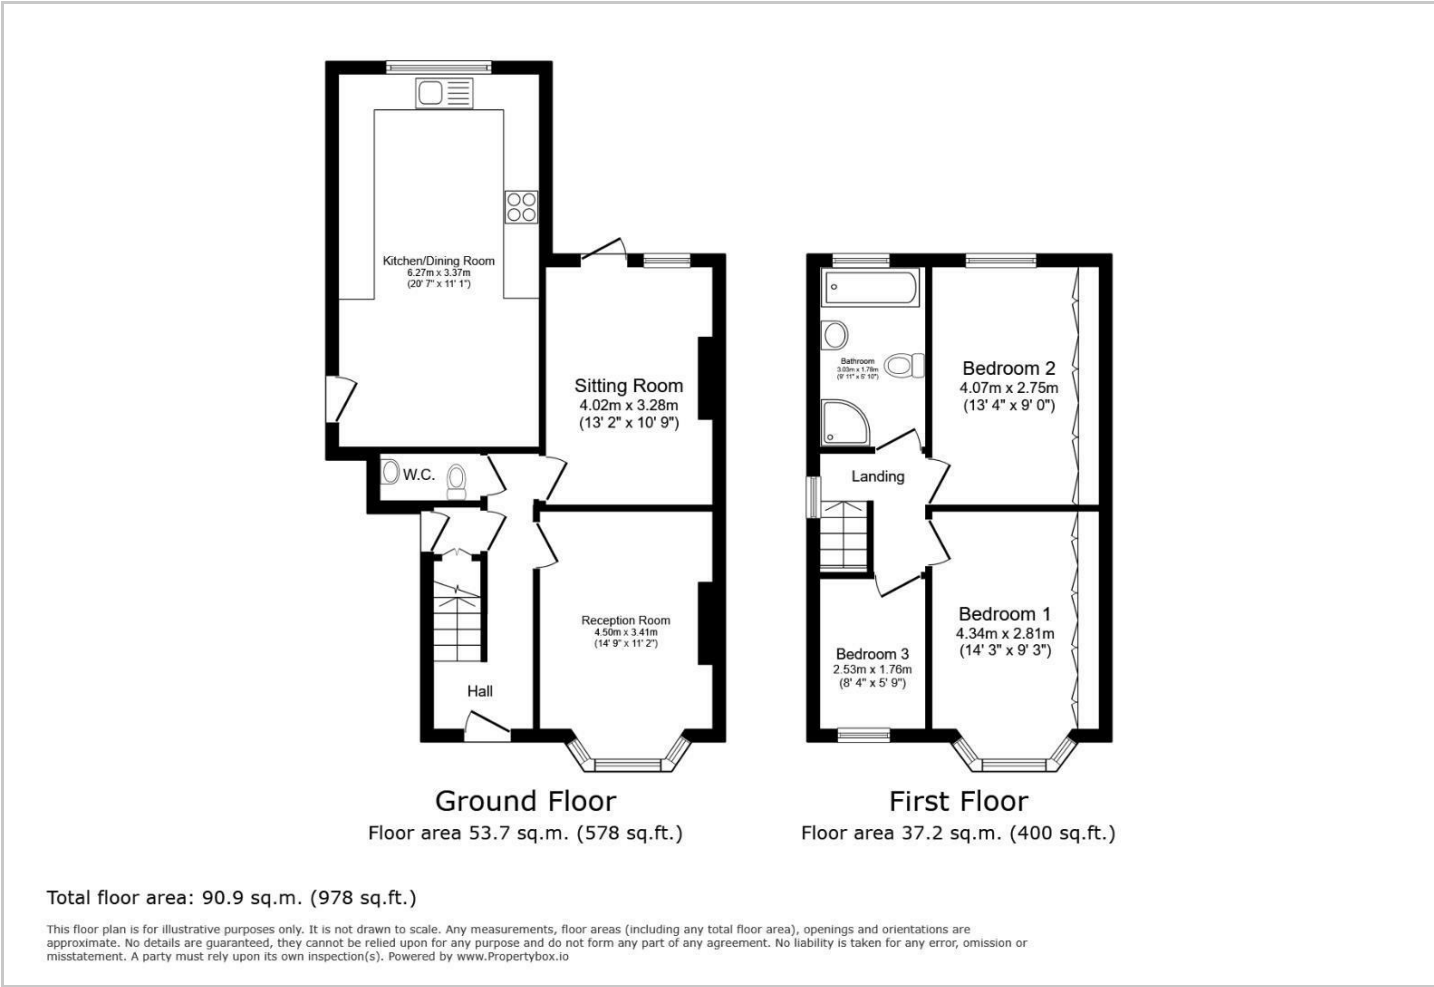 Kitchen/Dining Room
6.27m x 3.37m
(20' 7" x 11' 1")
Sitting Room
4.02m x 3.28m
(13' 2" x 10' 9")
W.C.
Reception Room
4.50m x 3.41m
(14' 9" x 11' 2")
Hall
Ground Floor
Floor area 53.7 sq.m. (578 sq.ft.)
Bathroom
3.03m x 1.78m
(9' 11" x 5' 10")
Bedroom 2
4.07m x 2.75m
(13' 4" x 9' 0")
Landing
Bedroom 1
4.34m x 2.81m
(14' 3" x 9' 3")
Bedroom 3
2.53m x 1.76m
(8' 4" x 5' 9")
First Floor
Floor area 37.2 sq.m. (400 sq.ft.)
Total floor area: 90.9 sq.m. (978 sq.ft.)
This floor plan is for illustrative purposes only. It is not drawn to scale. Any measurements, floor areas (including any total floor area), openings and orientations are
approximate. No details are guaranteed, they cannot be relied upon for any purpose and do not form any part of any agreement. No liability is taken for any error, omission or
misstatement. A party must rely upon its own inspection(s). Powered by www.Propertybox.io